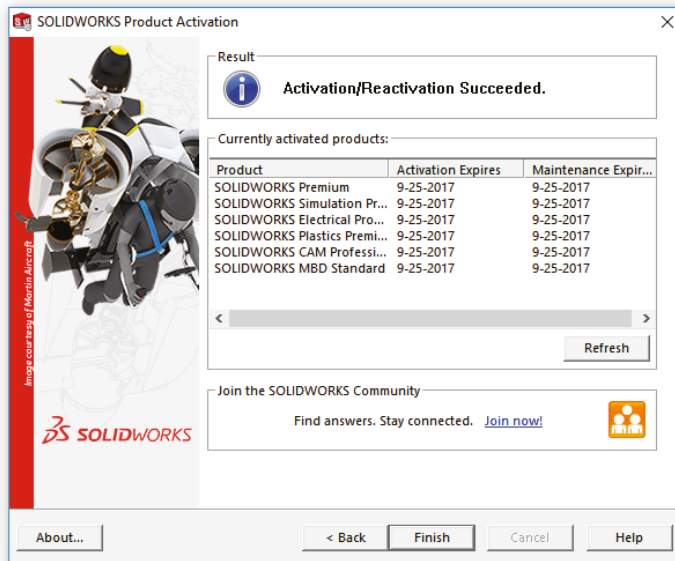 SOLIDWORKS Product Activation
Result
Activation/Reactivation Succeeded.
Currently activated products:
Product Activation Expires Maintenance Expir...
SOLIDWORKS Premium 9-25-2017 9-25-2017
SOLIDWORKS Simulation Pr... 9-25-2017 9-25-2017
SOLIDWORKS Electrical Pro... 9-25-2017 9-25-2017
SOLIDWORKS Plastics Premi... 9-25-2017 9-25-2017
SOLIDWORKS CAM Professi... 9-25-2017 9-25-2017
SOLIDWORKS MBD Standard 9-25-2017 9-25-2017
Refresh
Join the SOLIDWORKS Community
Find answers. Stay connected. Join now!
Image courtesy of Martin Aircraft
SOLIDWORKS
About... < Back Finish Cancel Help